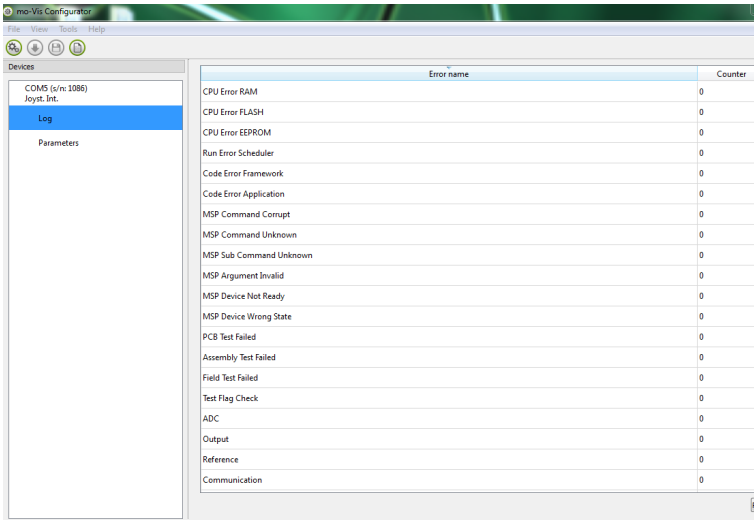 mo-Vis Configurator
File View Tools Help
Devices
COM5 (s/n: 1086)
Joyst. Int.
Log
Parameters
Error name Counter
CPU Error RAM 0
CPU Error FLASH 0
CPU Error EEPROM 0
Run Error Scheduler 0
Code Error Framework 0
Code Error Application 0
MSP Command Corrupt 0
MSP Command Unknown 0
MSP Sub Command Unknown 0
MSP Argument Invalid 0
MSP Device Not Ready 0
MSP Device Wrong State 0
PCB Test Failed 0
Assembly Test Failed 0
Field Test Failed 0
Test Flag Check 0
ADC 0
Output 0
Reference 0
Communication 0